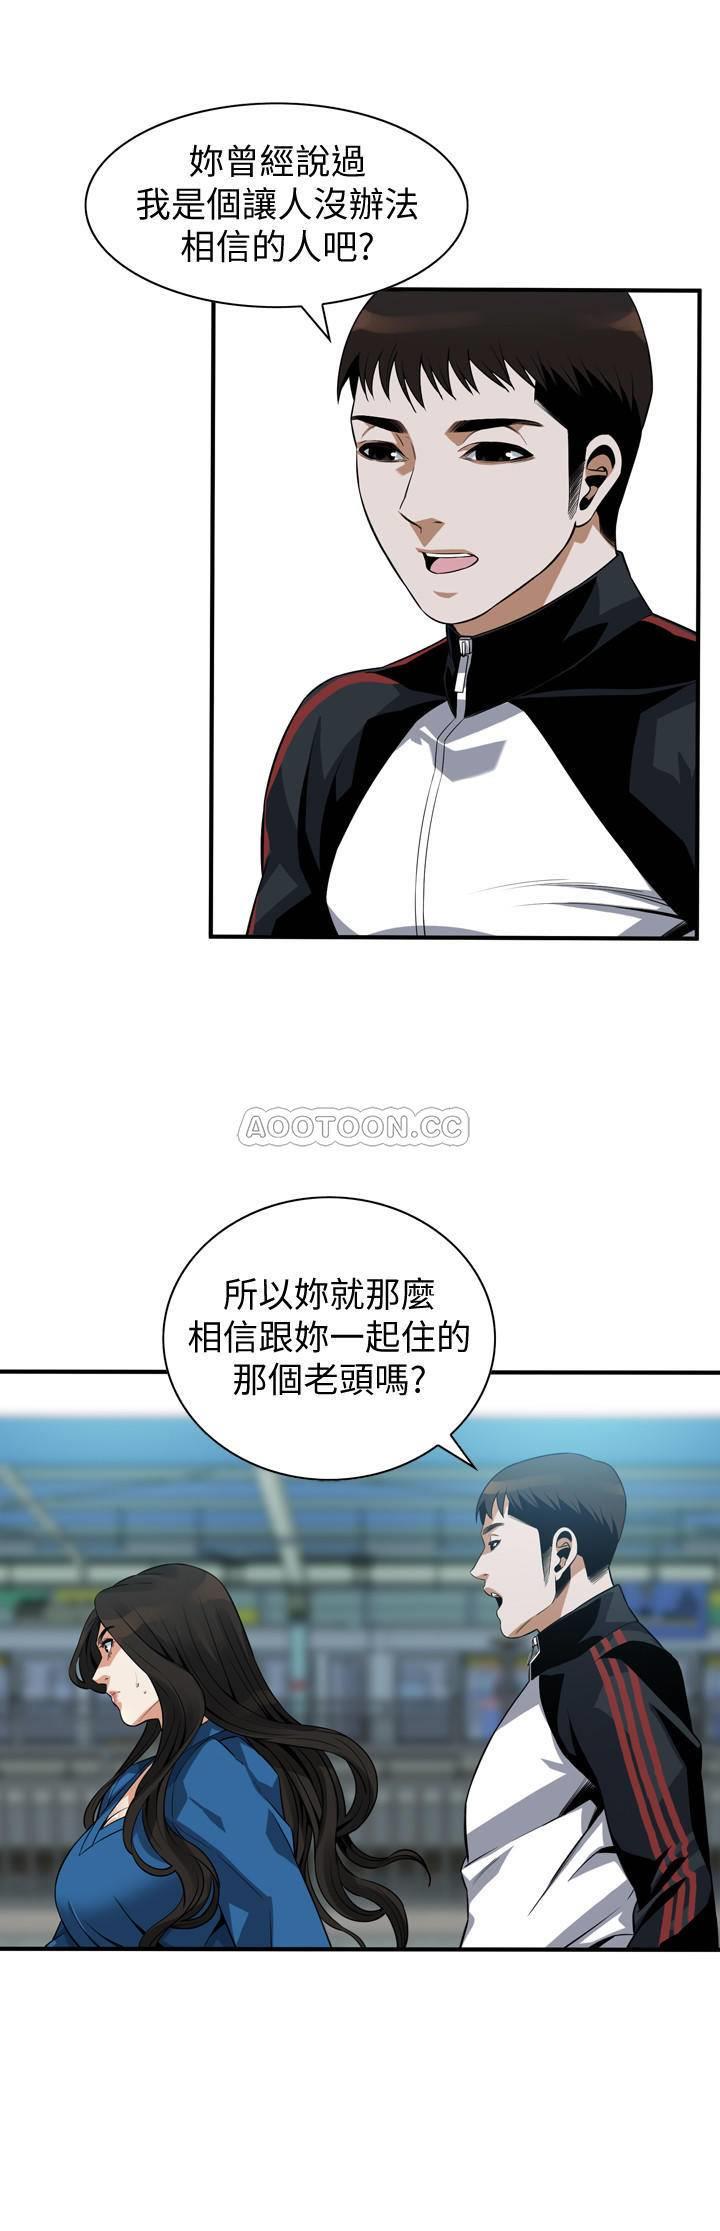 妳曾經說過
我是個讓人沒辦法
相信的人吧?
AOOTOON.CC
所以妳就那麼
相信跟妳一起住的
那個老頭嗎?